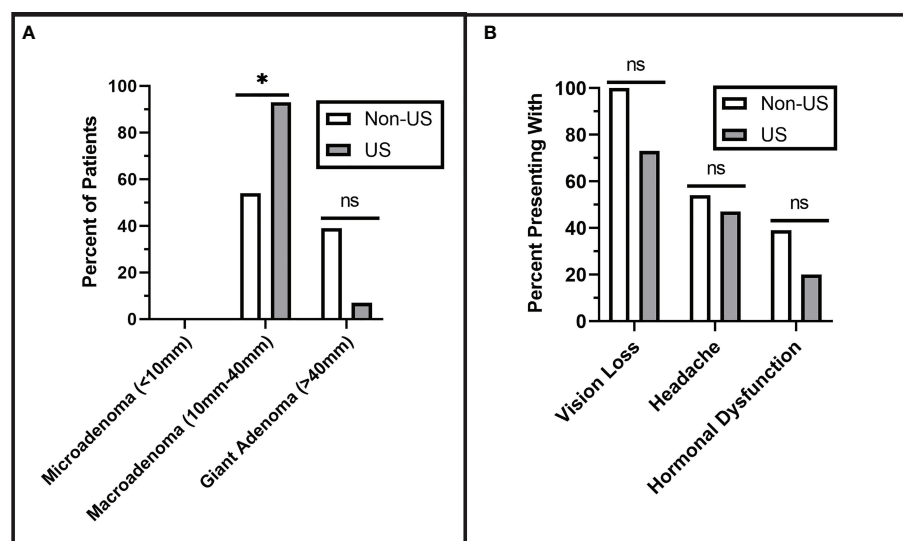 A
Percent of Patients
100
80
60
40
20
0
*
ns
Non-US
US
Microadenoma (<10mm)
Macroadenoma (10mm-40mm)
Giant Adenoma (>40mm)
B
Percent Presenting With
100
80
60
40
20
0
ns
ns
ns
Non-US
US
Vision Loss
Headache
Hormonal Dysfunction